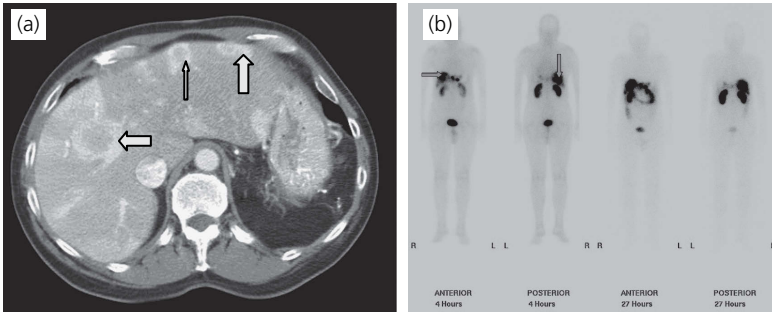 (a)
(b)
R L L R R L L
ANTERIOR POSTERIOR ANTERIOR POSTERIOR
4 Hours 4 Hours 27 Hours 27 Hours